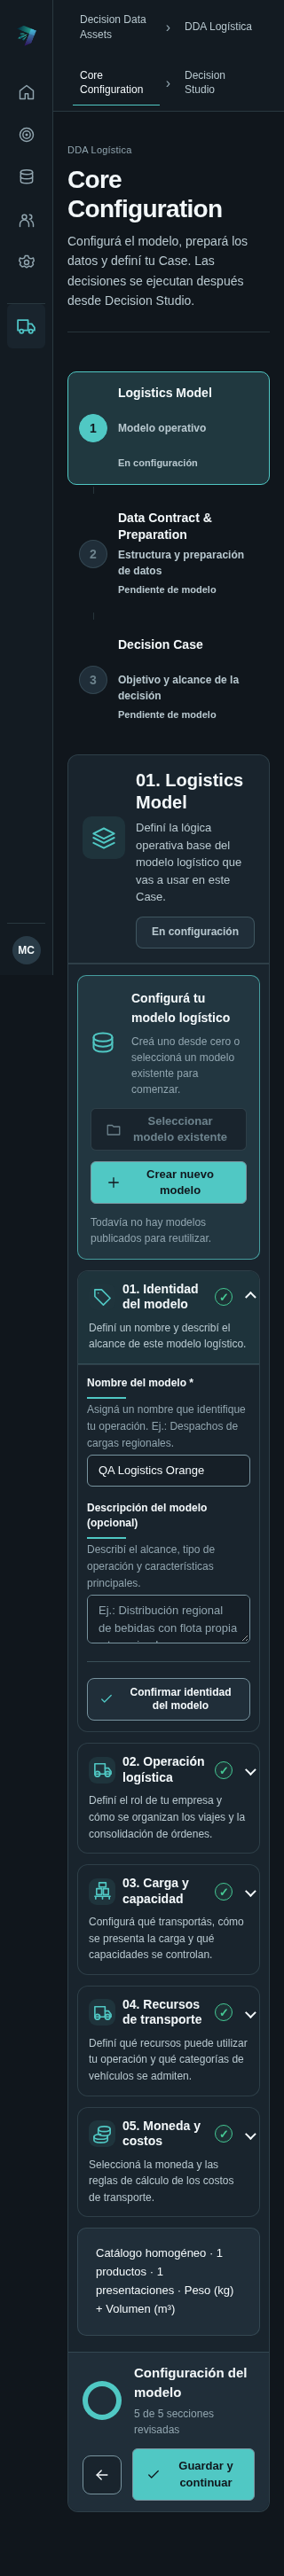 Decision Data
Assets
DDA Logística
Core
Configuration
Decision
Studio
DDA Logística
Core
Configuration
Configurá el modelo, prepará los
datos y definí tu Case. Las
decisiones se ejecutan después
desde Decision Studio.
Logistics Model
1
Modelo operativo
En configuración
Data Contract &
Preparation
2
Estructura y preparación
de datos
Pendiente de modelo
Decision Case
3
Objetivo y alcance de la
decisión
Pendiente de modelo
01. Logistics
Model
Definí la lógica
operativa base del
modelo logístico que
vas a usar en este
Case.
En configuración
MC
Configurá tu
modelo logístico
Creá uno desde cero o
seleccioná un modelo
existente para
comenzar.
Seleccionar
modelo existente
Crear nuevo
modelo
Todavía no hay modelos
publicados para reutilizar.
01. Identidad
del modelo
Definí un nombre y describí el
alcance de este modelo logístico.
Nombre del modelo *
Asigná un nombre que identifique
tu operación. Ej.: Despachos de
cargas regionales.
QA Logistics Orange
Descripción del modelo
(opcional)
Describí el alcance, tipo de
operación y características
principales.
Ej.: Distribución regional
de bebidas con flota propia
Confirmar identidad
del modelo
02. Operación
logística
Definí el rol de tu empresa y
cómo se organizan los viajes y la
consolidación de órdenes.
03. Carga y
capacidad
Configurá qué transportás, cómo
se presenta la carga y qué
capacidades se controlan.
04. Recursos
de transporte
Definí qué recursos puede utilizar
tu operación y qué categorías de
vehículos se admiten.
05. Moneda y
costos
Seleccioná la moneda y las
reglas de cálculo de los costos
de transporte.
Catálogo homogéneo · 1
productos · 1
presentaciones · Peso (kg)
+ Volumen (m³)
Configuración del
modelo
5 de 5 secciones
revisadas
Guardar y
continuar